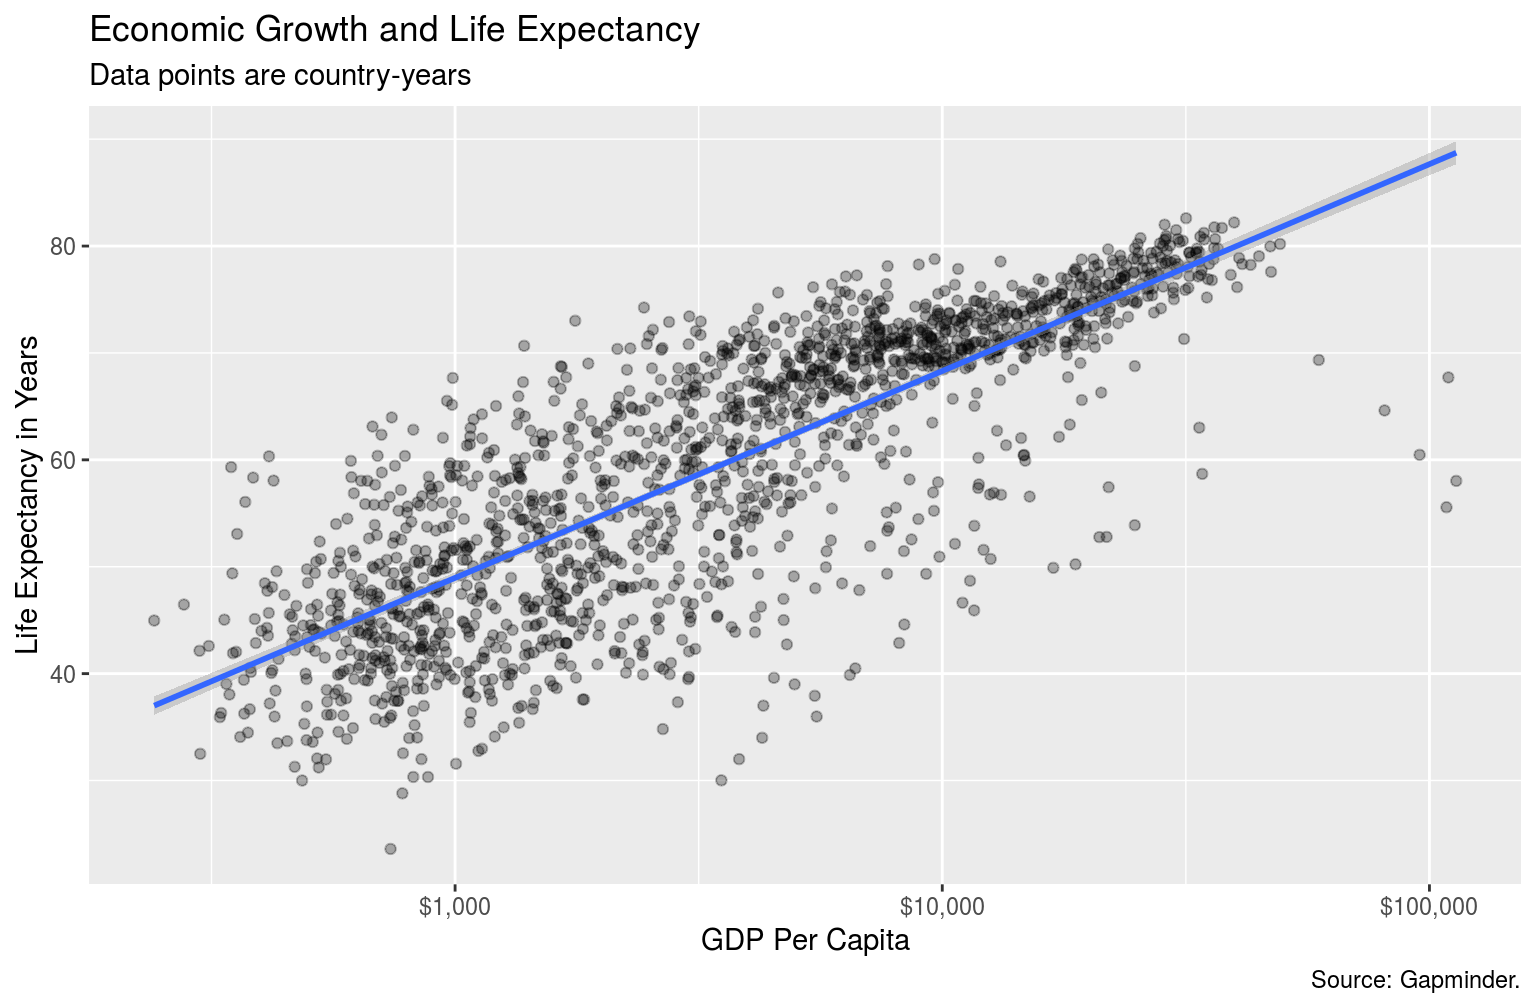 Economic Growth and Life Expectancy
Data points are country-years
Life Expectancy in Years
80
60
40
$1,000
$10,000
$100,000
GDP Per Capita
Source: Gapminder.